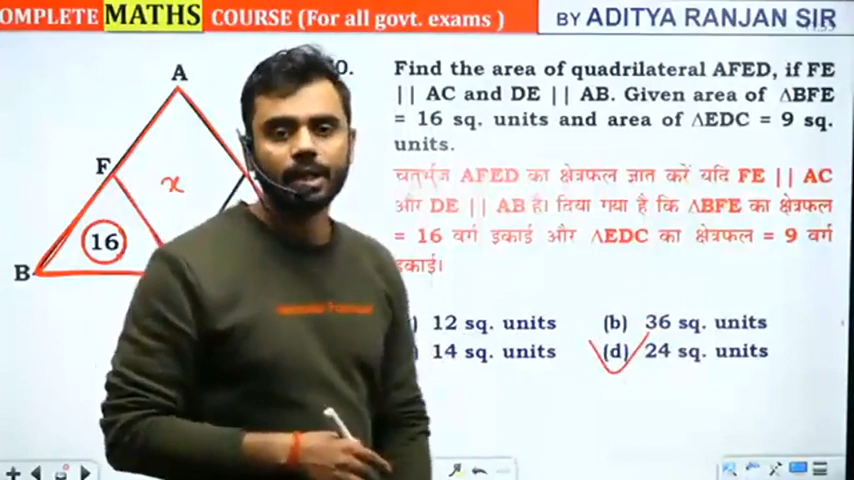 OMPLETE MATHS COURSE (For all govt. exams )
BY ADITYA RANJAN SIR
0.
Find the area of quadrilateral AFED, if FE
|| AC and DE || AB. Given area of ΔBFE
= 16 sq. units and area of ΔEDC = 9 sq.
units.
चतुर्भुज AFED का क्षेत्रफल ज्ञात करें यदि FE || AC
और DE || AB है। दिया गया है कि ΔBFE का क्षेत्रफल
= 16 वर्ग इकाई और ΔEDC का क्षेत्रफल = 9 वर्ग
इकाई।
) 12 sq. units
(b) 36 sq. units
) 14 sq. units
(d) 24 sq. units
A
F
x
16
B